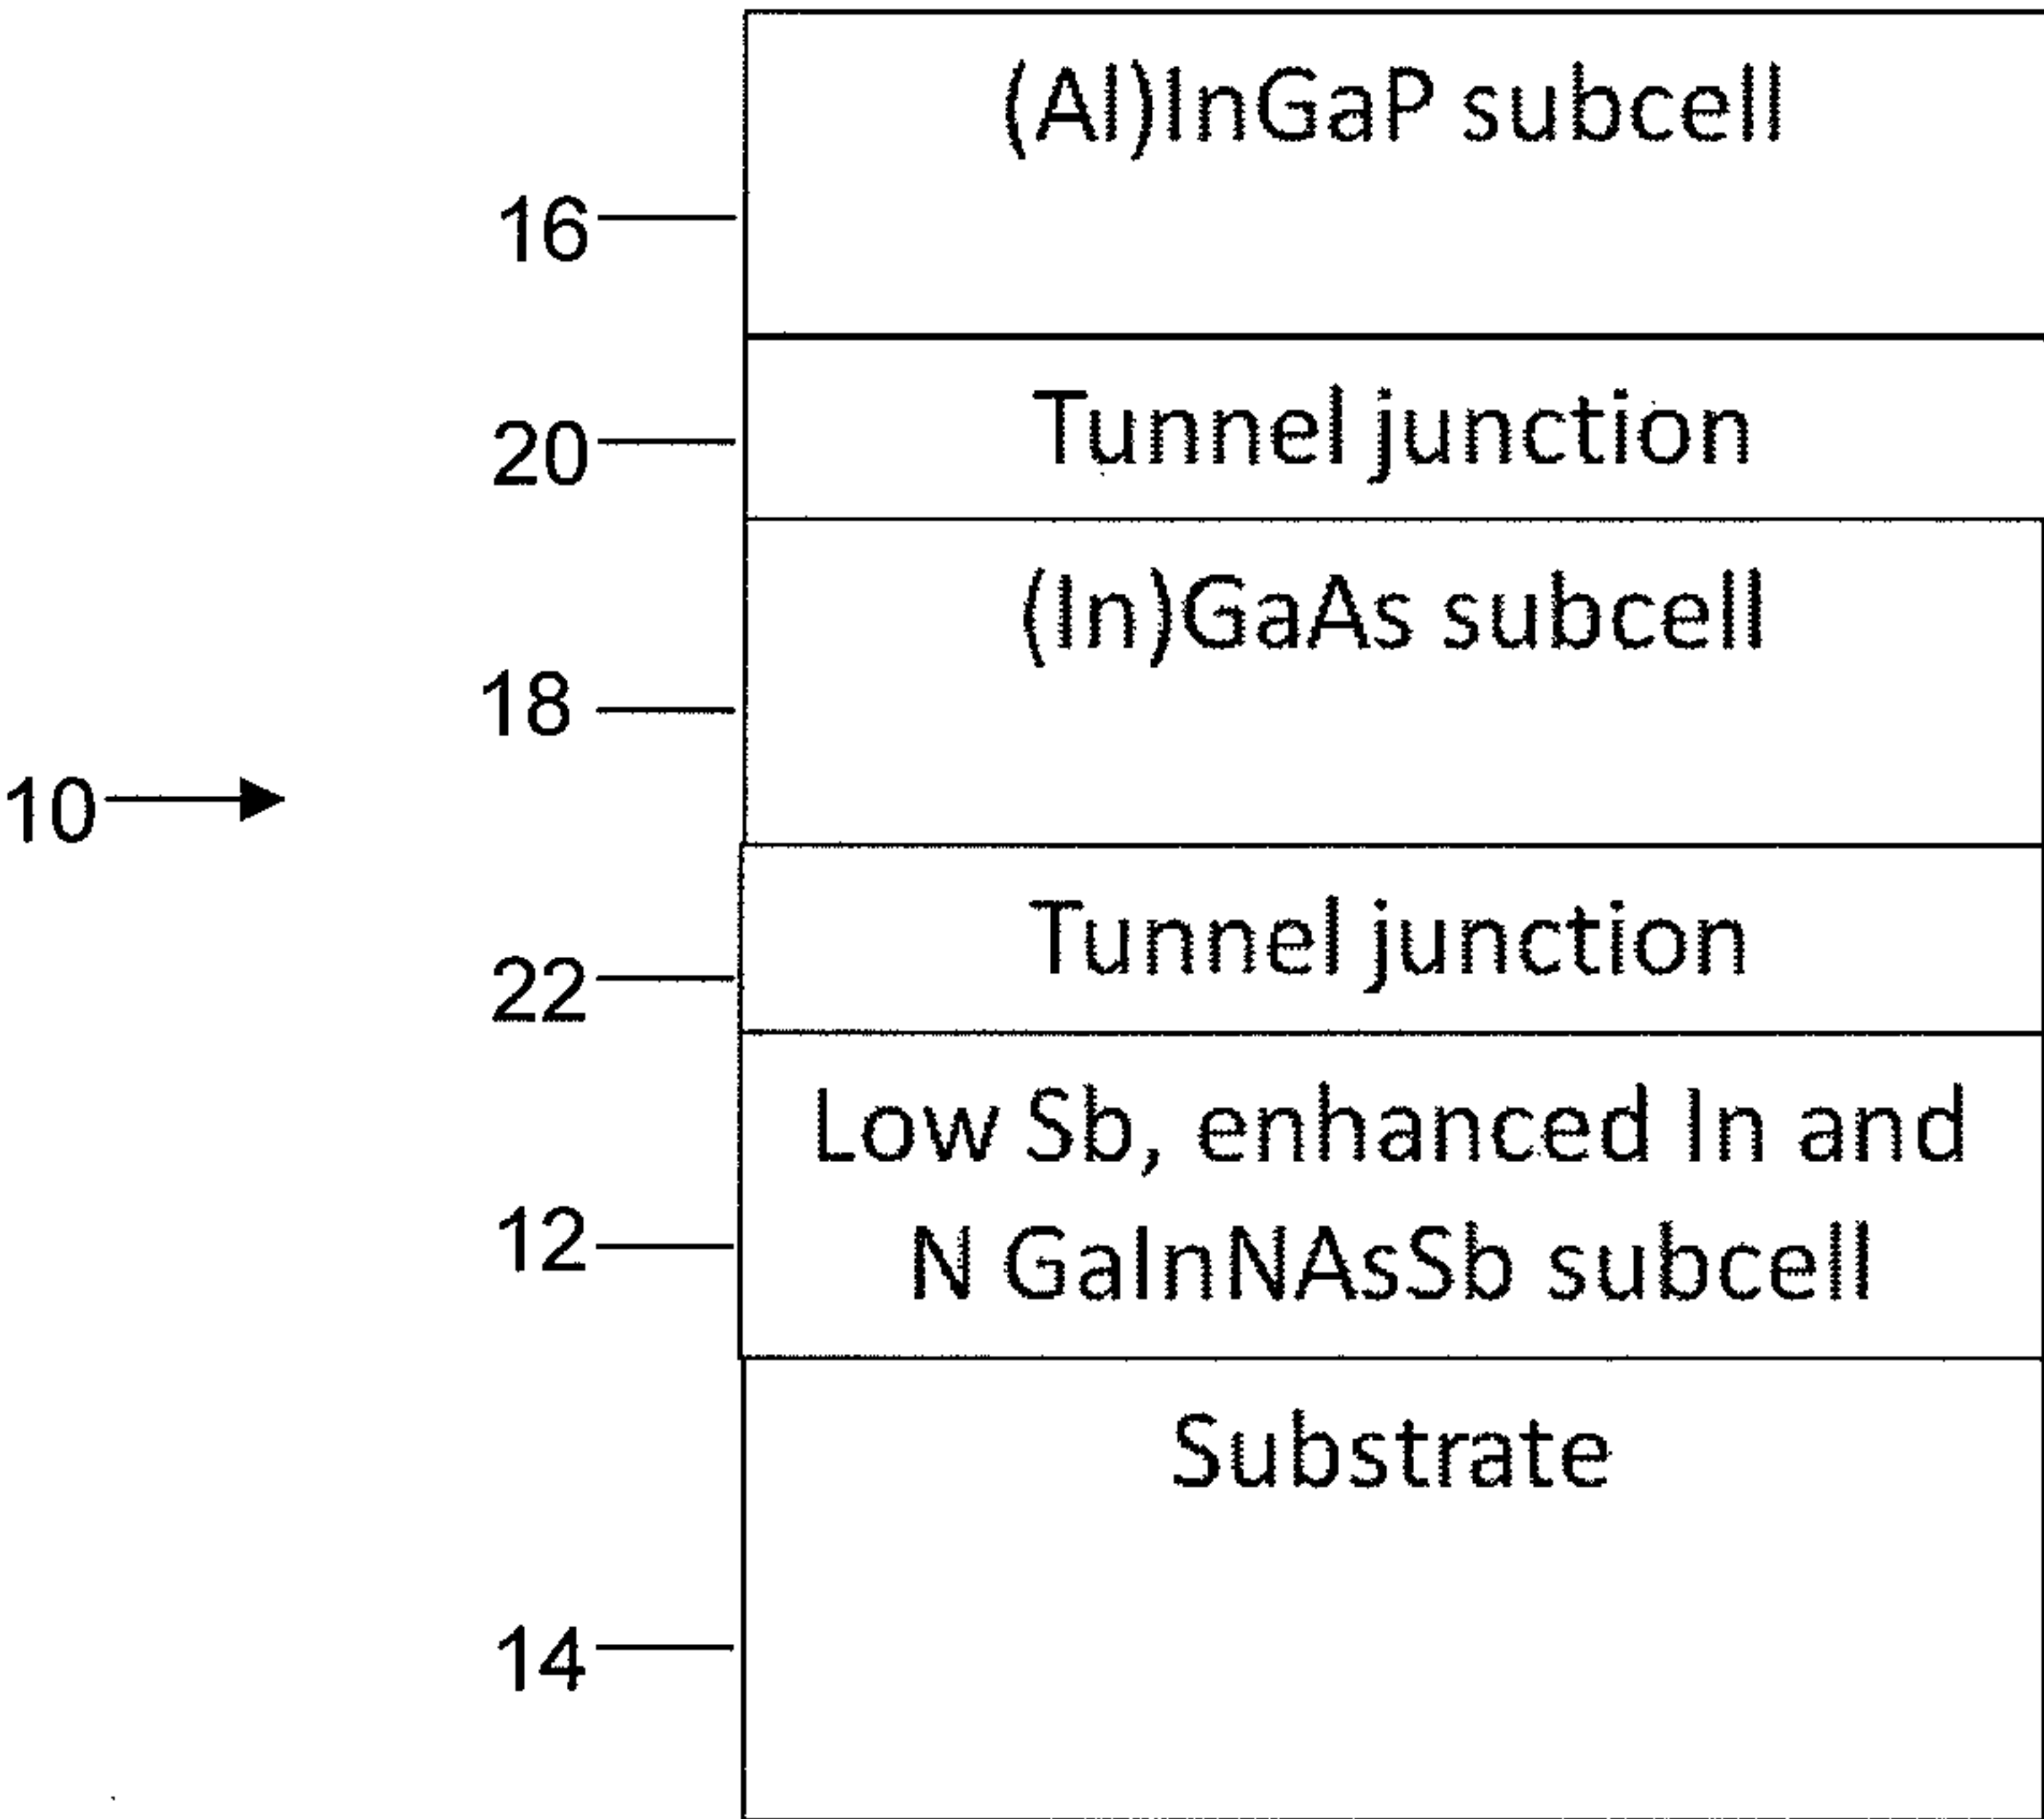 (Al)InGaP subcell
16
20
Tunnel junction
(In)GaAs subcell
18
10
Tunnel junction
22
Low Sb, enhanced In and
12
N GaInNAsSb subcell
Substrate
14